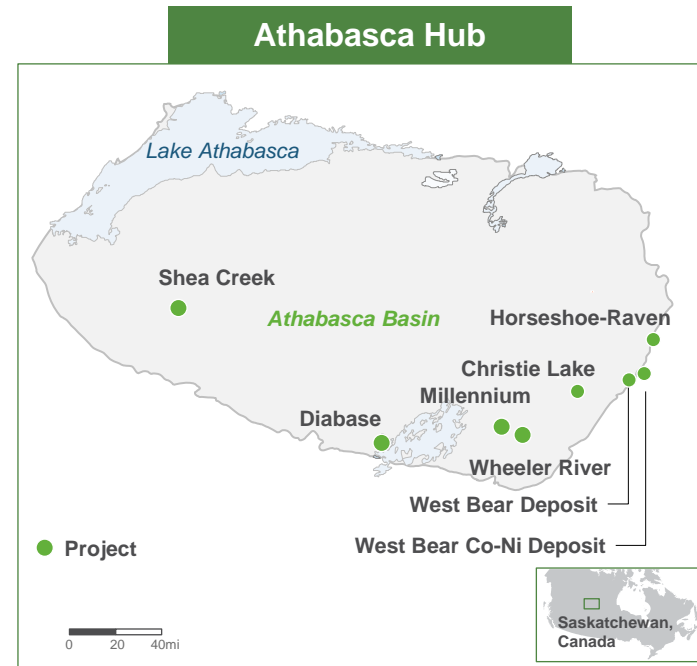 Athabasca Hub
Lake Athabasca
Shea Creek
Athabasca Basin
Horseshoe-Raven
Christie Lake
Millennium
Diabase
Wheeler River
West Bear Deposit
West Bear Co-Ni Deposit
Project
0 20 40mi
Saskatchewan,
Canada